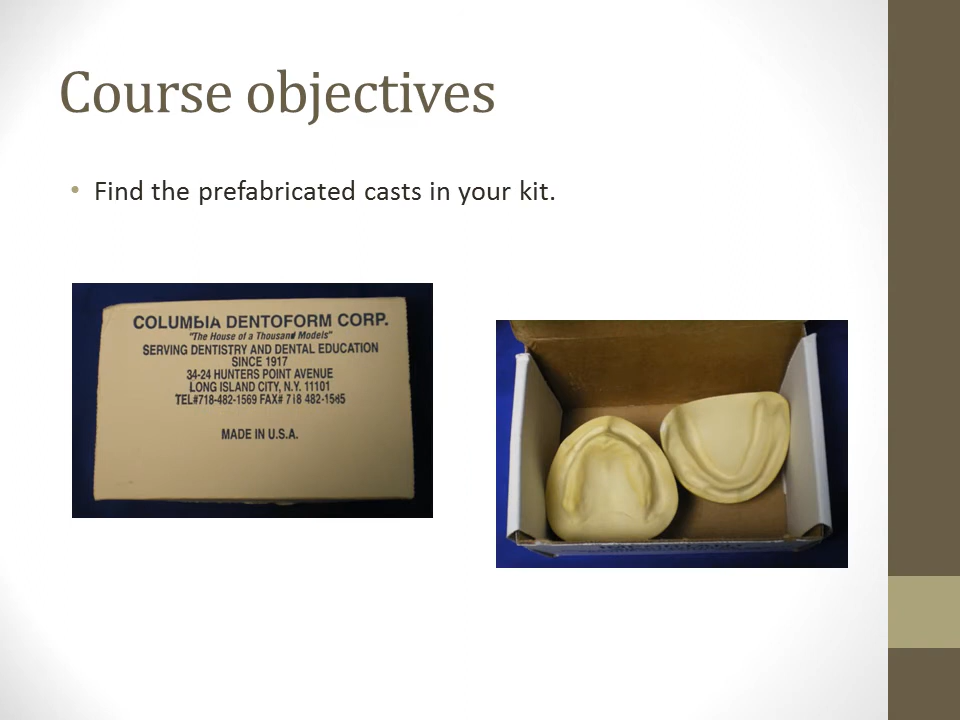 Course objectives
• Find the prefabricated casts in your kit.
COLUMBIA DENTOFORM CORP.
"The House of a Thousand Models"
SERVING DENTISTRY AND DENTAL EDUCATION
SINCE 1917
34-24 HUNTERS POINT AVENUE
LONG ISLAND CITY, N.Y. 11101
TEL#718-482-1569 FAX# 718 482-1585
MADE IN U.S.A.